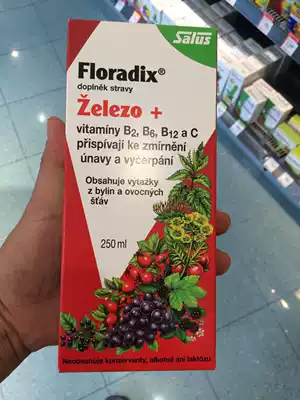 Salus
Floradix®
doplněk stravy
Železo +
vitamíny B2, B6, B12 a C
přispívají ke zmírnění
únavy a vyčerpání
Obsahuje výtažky
z bylin a ovocných
šťáv
250 ml
Neobsahuje konzervanty, alkohol ani laktózu